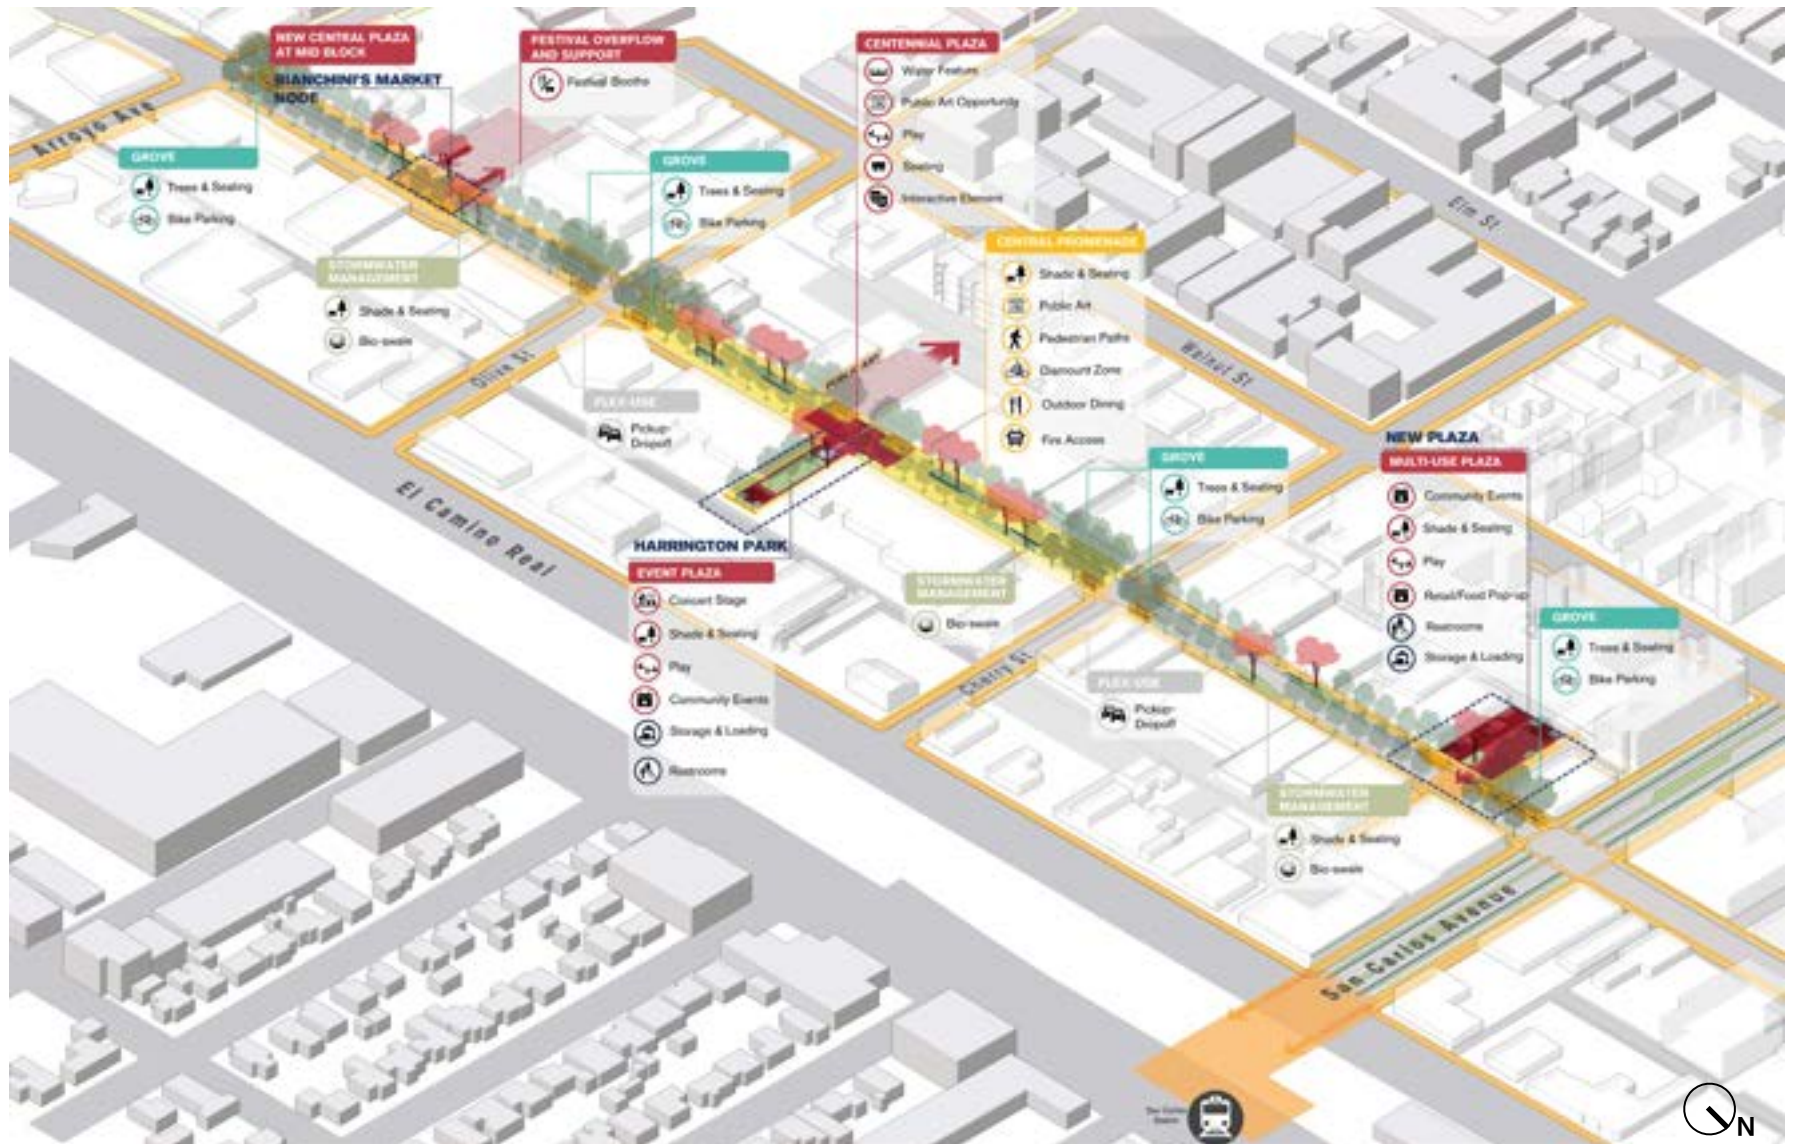 NEW CENTRAL PLAZA
AT MID BLOCK
BIANCHINI'S MARKET
NODE
FESTIVAL OVERFLOW
AND SUPPORT
Festival Booths
CENTENNIAL PLAZA
Water Feature
Public Art Opportunity
Play
Seating
Interactive Element
Arroyo Ave
GROVE
Trees & Seating
Bike Parking
GROVE
Trees & Seating
Bike Parking
Elm St
CENTRAL PROMENADE
Shade & Seating
Public Art
Pedestrian Paths
Dismount Zone
Outdoor Dining
Fire Access
STORMWATER
MANAGEMENT
Shade & Seating
Bio-swale
Olive St
Walnut St
FLEX-USE
Pickup-
Dropoff
El Camino Real
NEW PLAZA
MULTI-USE PLAZA
Community Events
Shade & Seating
Play
Retail/Food Pop-up
Restrooms
Storage & Loading
GROVE
Trees & Seating
Bike Parking
HARRINGTON PARK
EVENT PLAZA
Concert Stage
Shade & Seating
Play
Community Events
Storage & Loading
Restrooms
STORMWATER
MANAGEMENT
Bio-swale
Cherry St
GROVE
Trees & Seating
Bike Parking
FLEX-USE
Pickup-
Dropoff
STORMWATER
MANAGEMENT
Shade & Seating
Bio-swale
San Carlos Avenue
N